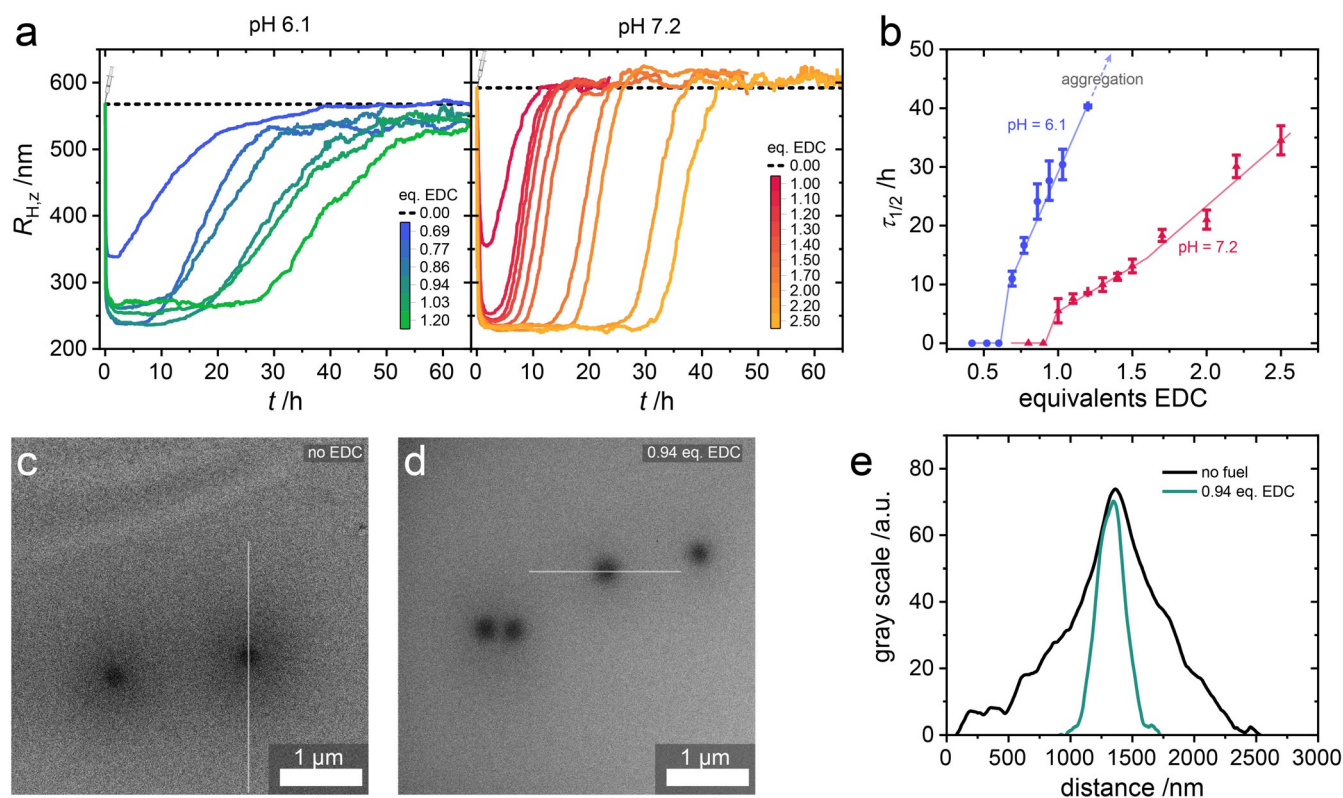 a
pH 6.1
pH 7.2
R_H,z /nm
600
500
400
300
200
0 10 20 30 40 50 60
t /h
eq. EDC
0.00
0.69
0.77
0.86
0.94
1.03
1.20
0 10 20 30 40 50 60
t /h
eq. EDC
0.00
1.00
1.10
1.20
1.30
1.40
1.50
1.70
2.00
2.20
2.50
b
τ1/2 /h
50
40
30
20
10
0
aggregation
pH = 6.1
pH = 7.2
0.5 1.0 1.5 2.0 2.5
equivalents EDC
c
no EDC
1 µm
d
0.94 eq. EDC
1 µm
e
gray scale /a.u.
80
60
40
20
0
no fuel
0.94 eq. EDC
0 500 1000 1500 2000 2500 3000
distance /nm